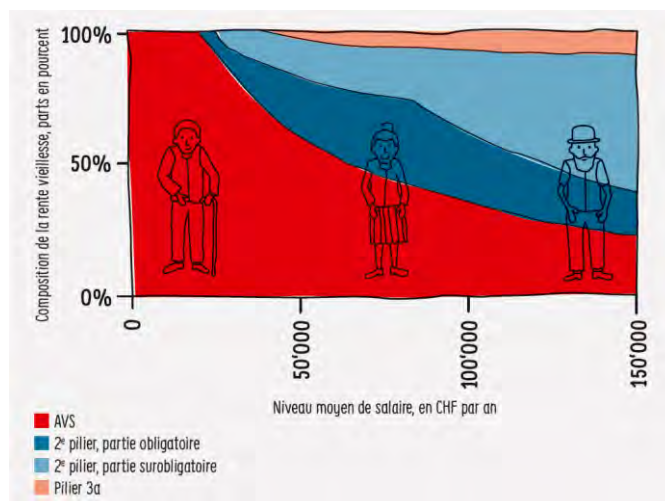 Composition de la rente vieillesse, parts en pourcent
100%
50%
0%
0
50'000
100'000
150'000
Niveau moyen de salaire, en CHF par an
AVS
2e pilier, partie obligatoire
2e pilier, partie surobligatoire
Pilier 3a